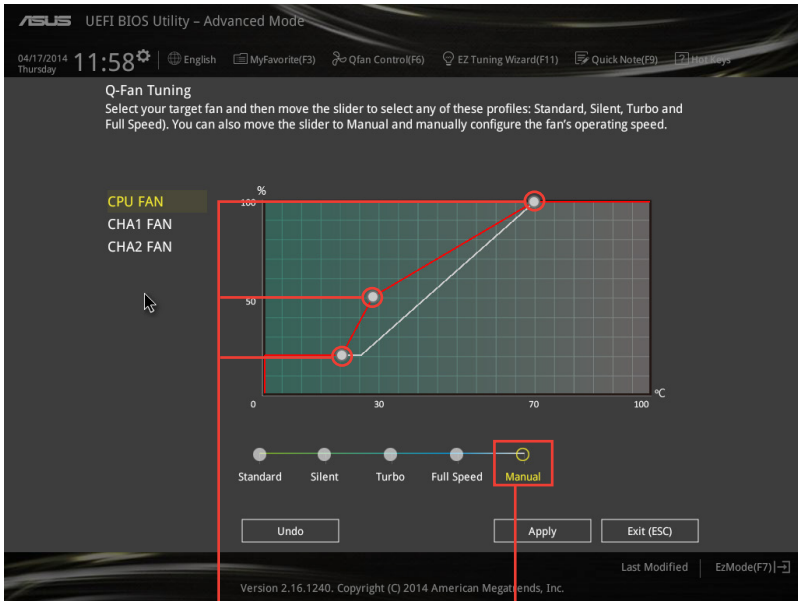 ASUS UEFI BIOS Utility – Advanced Mode
04/17/2014 Thursday 11:58 English MyFavorite(F3) Qfan Control(F6) EZ Tuning Wizard(F11) Quick Note(F9) ? Hot Keys
Q-Fan Tuning
Select your target fan and then move the slider to select any of these profiles: Standard, Silent, Turbo and
Full Speed). You can also move the slider to Manual and manually configure the fan's operating speed.
CPU FAN
CHA1 FAN
CHA2 FAN
%
100
50
0 30 70 100 °C
Standard Silent Turbo Full Speed Manual
Undo Apply Exit (ESC)
Last Modified EzMode(F7)
Version 2.16.1240. Copyright (C) 2014 American Megatrends, Inc.